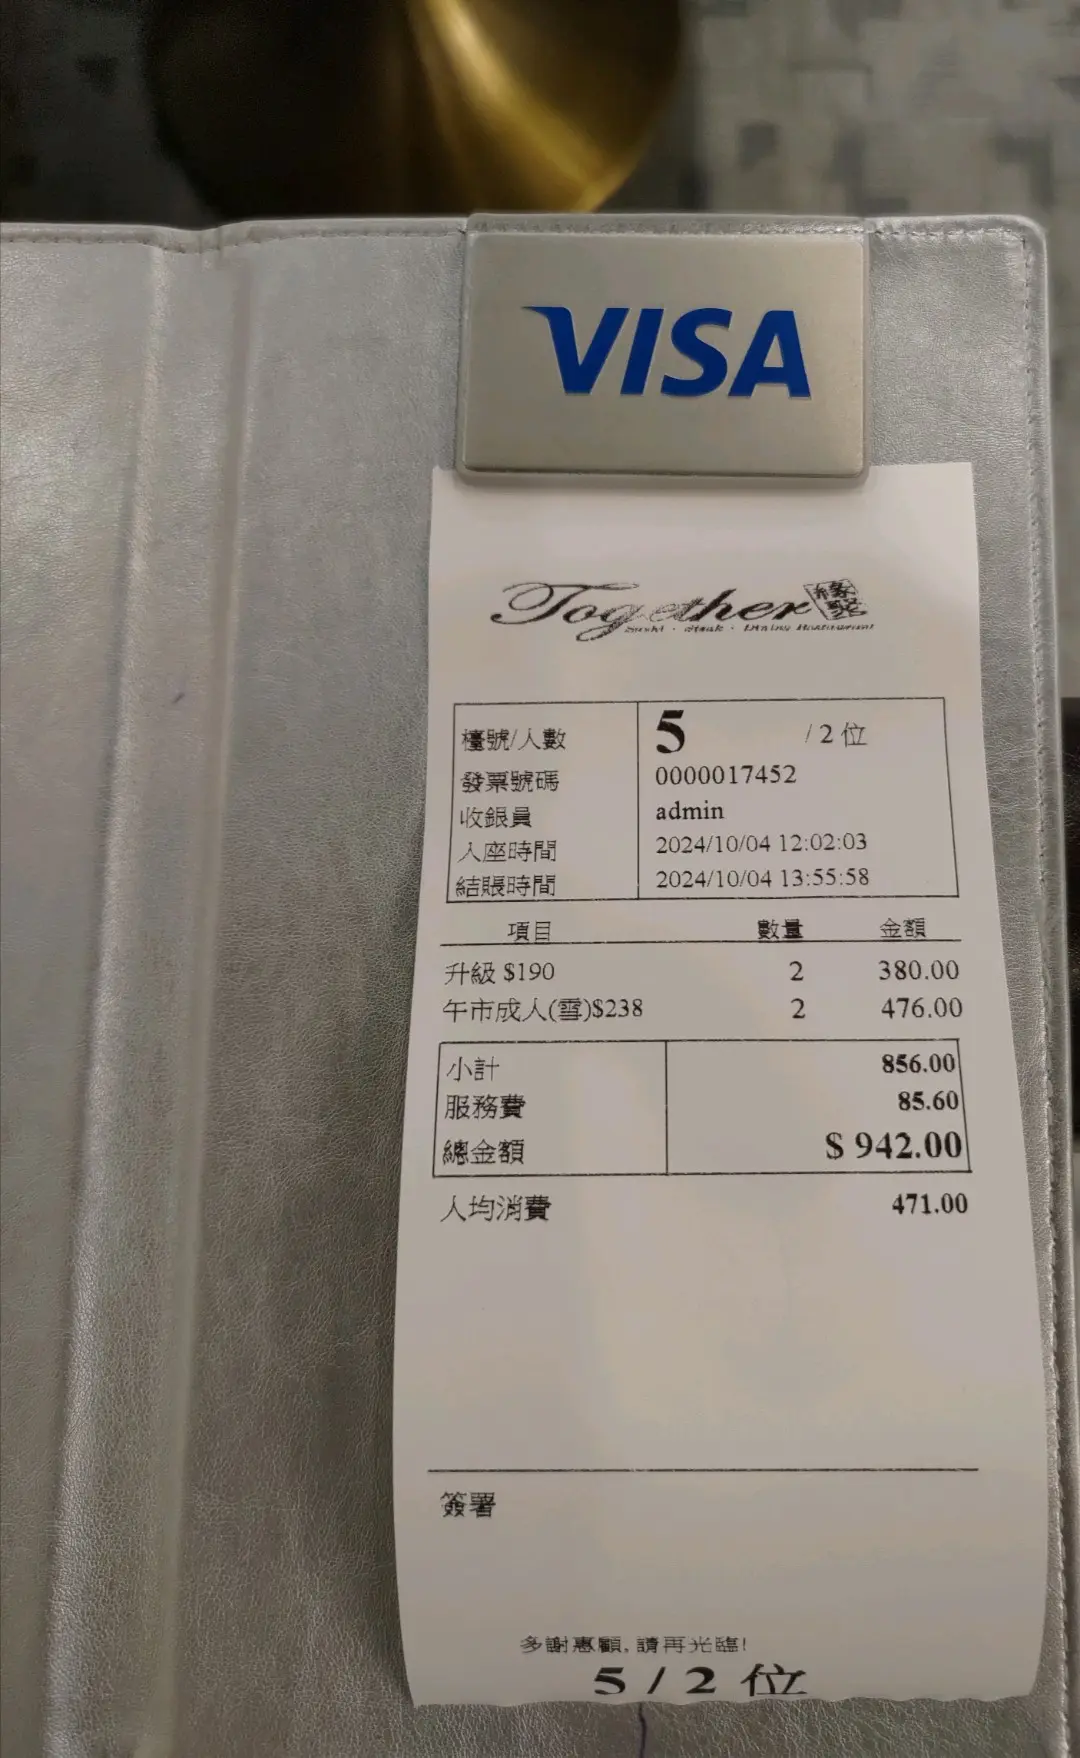 VISA
Together 緣聚
Sushi · Steak · Dining Restaurant
檯號/人數 5 / 2 位
發票號碼 0000017452
收銀員 admin
入座時間 2024/10/04 12:02:03
結賬時間 2024/10/04 13:55:58
項目 數量 金額
升級 $190 2 380.00
午市成人(雪)$238 2 476.00
小計 856.00
服務費 85.60
總金額 $ 942.00
人均消費 471.00
簽署
多謝惠顧, 請再光臨!
5 / 2 位